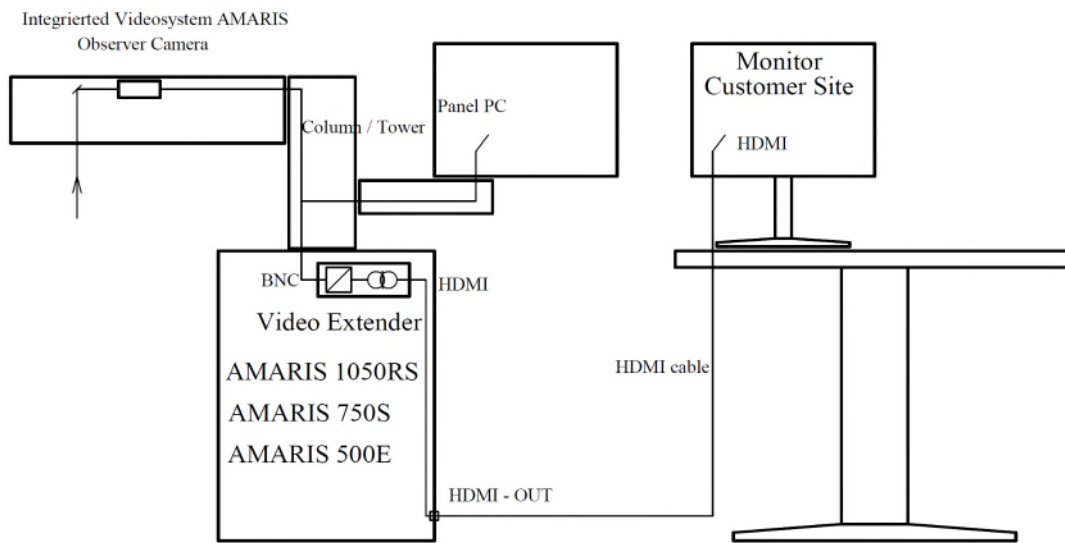 Integrierted Videosystem AMARIS
Observer Camera
Column / Tower
Panel PC
Monitor
Customer Site
HDMI
BNC
HDMI
Video Extender
AMARIS 1050RS
AMARIS 750S
AMARIS 500E
HDMI cable
HDMI - OUT